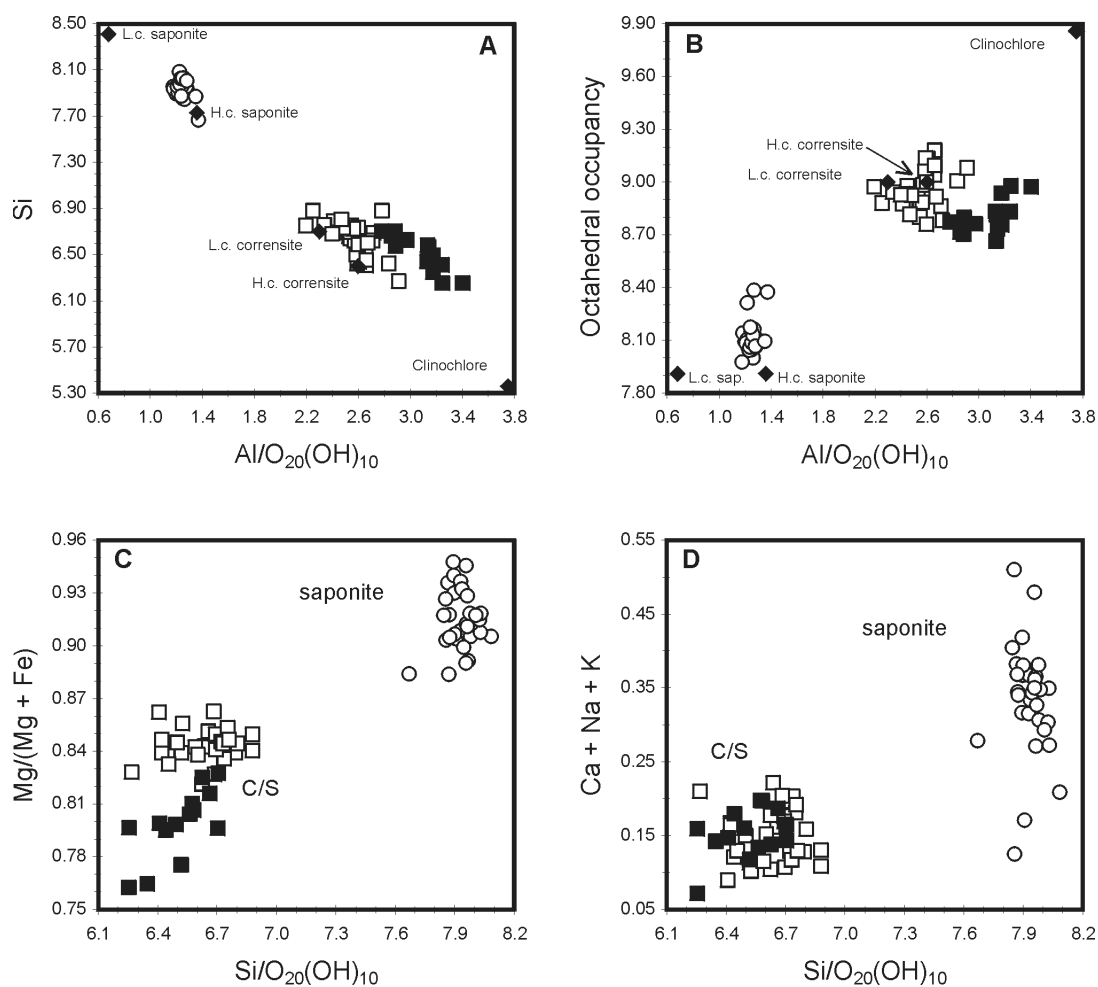 A
Si
8.50
8.10
7.70
7.30
6.90
6.50
6.10
5.70
5.30
L.c. saponite
H.c. saponite
L.c. corrensite
H.c. corrensite
Clinochlore
0.6 1.0 1.4 1.8 2.2 2.6 3.0 3.4 3.8
Al/O20(OH)10
B
Octahedral occupancy
9.90
9.60
9.30
9.00
8.70
8.40
8.10
7.80
Clinochlore
H.c. corrensite
L.c. corrensite
L.c. sap. H.c. saponite
0.6 1.0 1.4 1.8 2.2 2.6 3.0 3.4 3.8
Al/O20(OH)10
C
Mg/(Mg + Fe)
0.96
0.93
0.90
0.87
0.84
0.81
0.78
0.75
saponite
C/S
6.1 6.4 6.7 7.0 7.3 7.6 7.9 8.2
Si/O20(OH)10
D
Ca + Na + K
0.55
0.45
0.35
0.25
0.15
0.05
saponite
C/S
6.1 6.4 6.7 7.0 7.3 7.6 7.9 8.2
Si/O20(OH)10